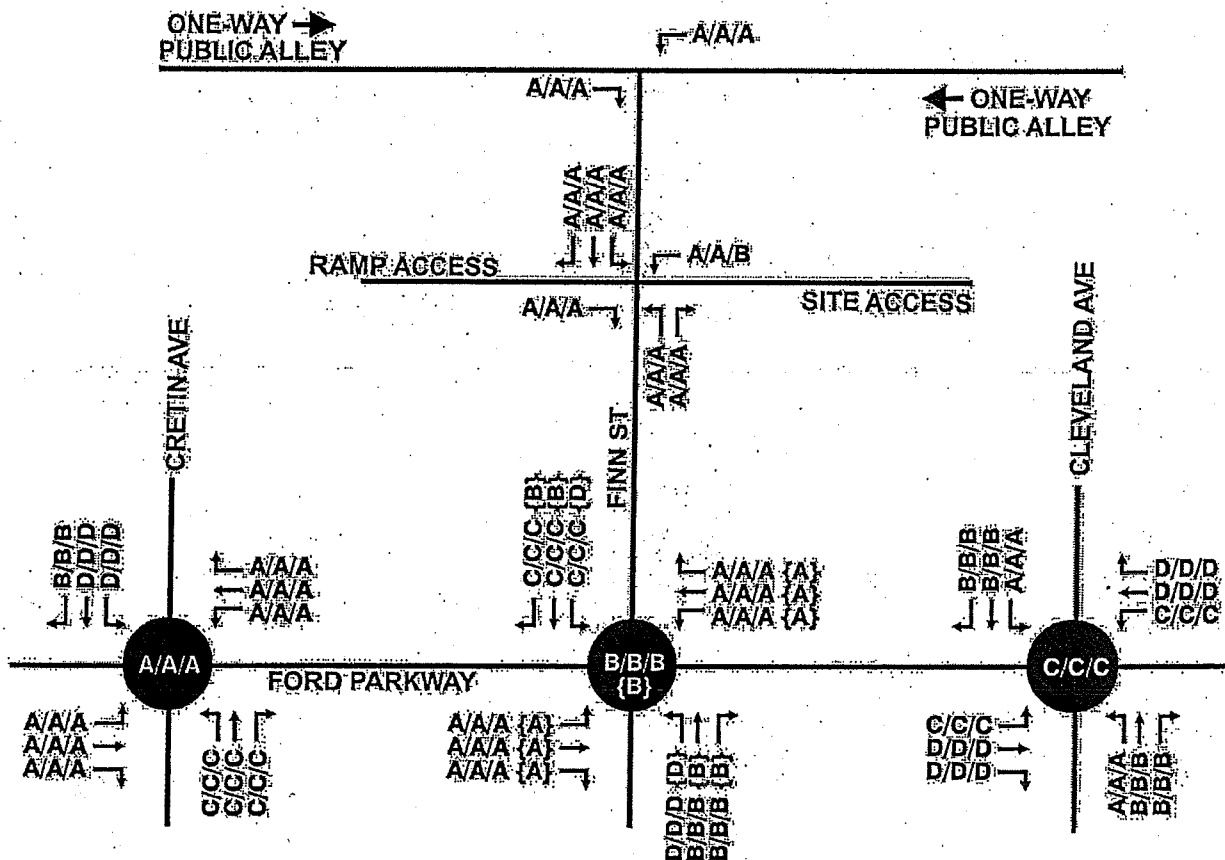 ONE-WAY
PUBLIC ALLEY
A/A/A
A/A/A
ONE-WAY
PUBLIC ALLEY
A/A/A
A/A/A
A/A/A
RAMP ACCESS
A/A/B
A/A/A
SITE ACCESS
A/A/A
A/A/A
CRETIN AVE
FINN ST
CLEVELAND AVE
B/B/B
D/D/D
D/D/D
A/A/A
A/A/A
A/A/A
C/C/C {B}
C/C/C {B}
C/C/C {D}
A/A/A {A}
A/A/A {A}
A/A/A {A}
B/B/B
B/B/B
A/A/A
D/D/D
D/D/D
C/C/C
A/A/A
FORD PARKWAY
B/B/B
{B}
C/C/C
A/A/A
A/A/A
A/A/A
C/C/C
C/C/C
C/C/C
A/A/A {A}
A/A/A {A}
A/A/A {A}
D/D/D {D}
B/B/B {B}
B/B/B {B}
C/C/C
D/D/D
D/D/D
A/A/A
B/B/B
B/B/B